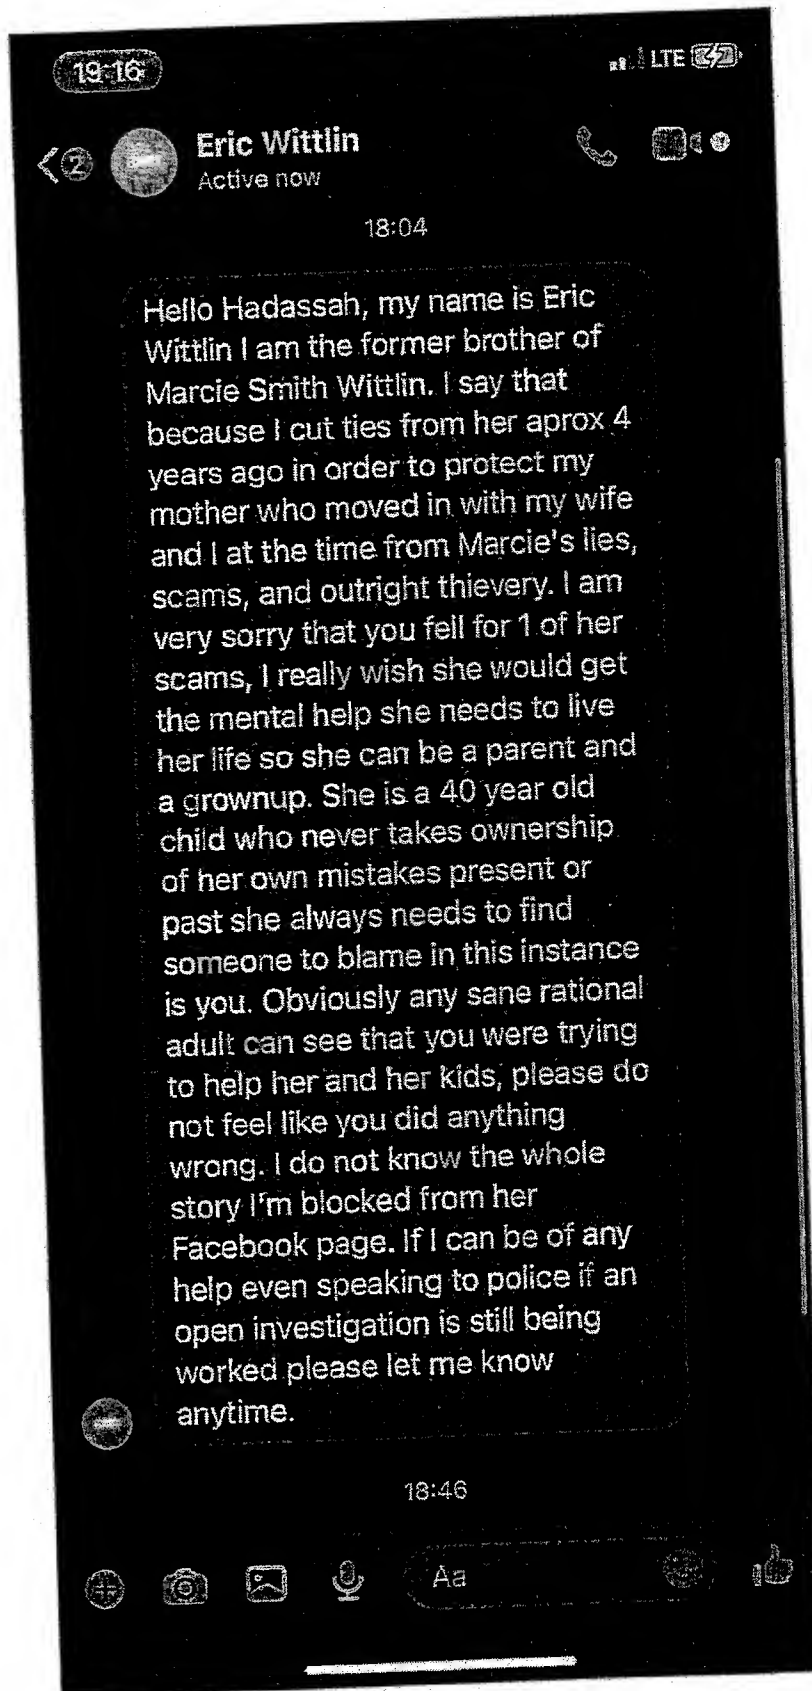 19:16
LTE
2
Eric Wittlin
Active now
18:04
Hello Hadassah, my name is Eric
Wittlin I am the former brother of
Marcie Smith Wittlin. I say that
because I cut ties from her aprox 4
years ago in order to protect my
mother who moved in with my wife
and I at the time from Marcie's lies,
scams, and outright thievery. I am
very sorry that you fell for 1 of her
scams, I really wish she would get
the mental help she needs to live
her life so she can be a parent and
a grownup. She is a 40 year old
child who never takes ownership
of her own mistakes present or
past she always needs to find
someone to blame in this instance
is you. Obviously any sane rational
adult can see that you were trying
to help her and her kids, please do
not feel like you did anything
wrong. I do not know the whole
story I'm blocked from her
Facebook page. If I can be of any
help even speaking to police if an
open investigation is still being
worked please let me know
anytime.
18:46
Aa